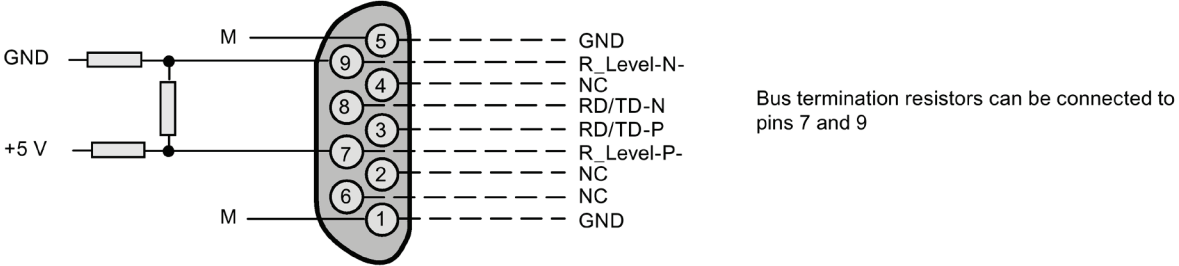 M
5
GND
GND
9
R_Level-N-
4
NC
8
RD/TD-N
3
RD/TD-P
+5 V
7
R_Level-P-
2
NC
6
NC
M
1
GND
Bus termination resistors can be connected to
pins 7 and 9